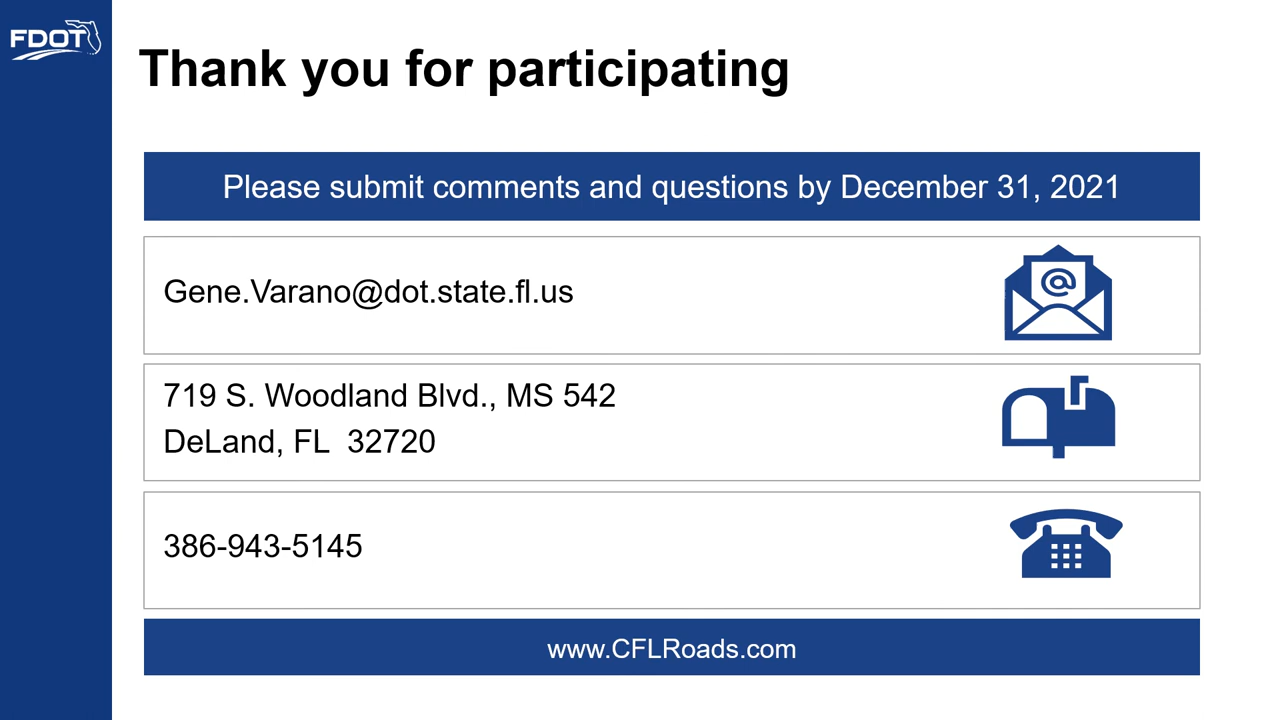 FDOT
Thank you for participating
Please submit comments and questions by December 31, 2021
Gene.Varano@dot.state.fl.us
@
719 S. Woodland Blvd., MS 542
DeLand, FL  32720
386-943-5145
www.CFLRoads.com